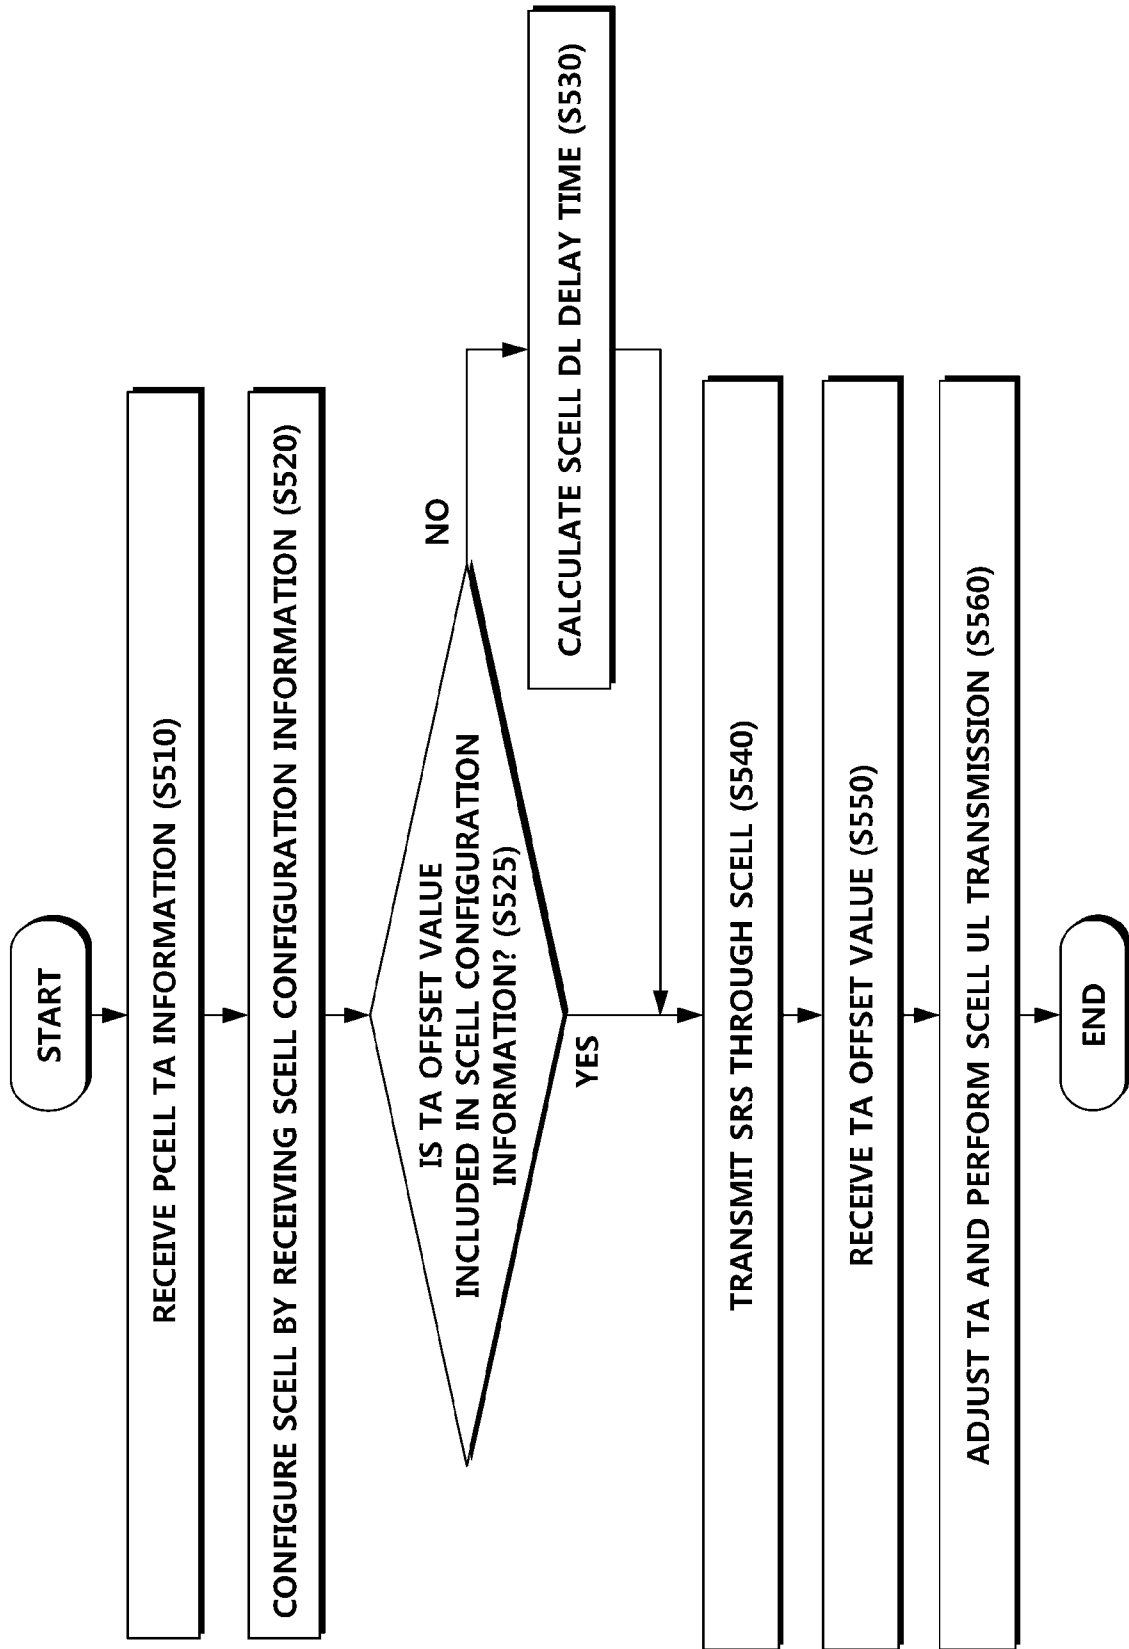 START
RECEIVE PCELL TA INFORMATION (S510)
CONFIGURE SCELL BY RECEIVING SCELL CONFIGURATION INFORMATION (S520)
IS TA OFFSET VALUE
INCLUDED IN SCELL CONFIGURATION
INFORMATION? (S525)
NO
YES
CALCULATE SCELL DL DELAY TIME (S530)
TRANSMIT SRS THROUGH SCELL (S540)
RECEIVE TA OFFSET VALUE (S550)
ADJUST TA AND PERFORM SCELL UL TRANSMISSION (S560)
END